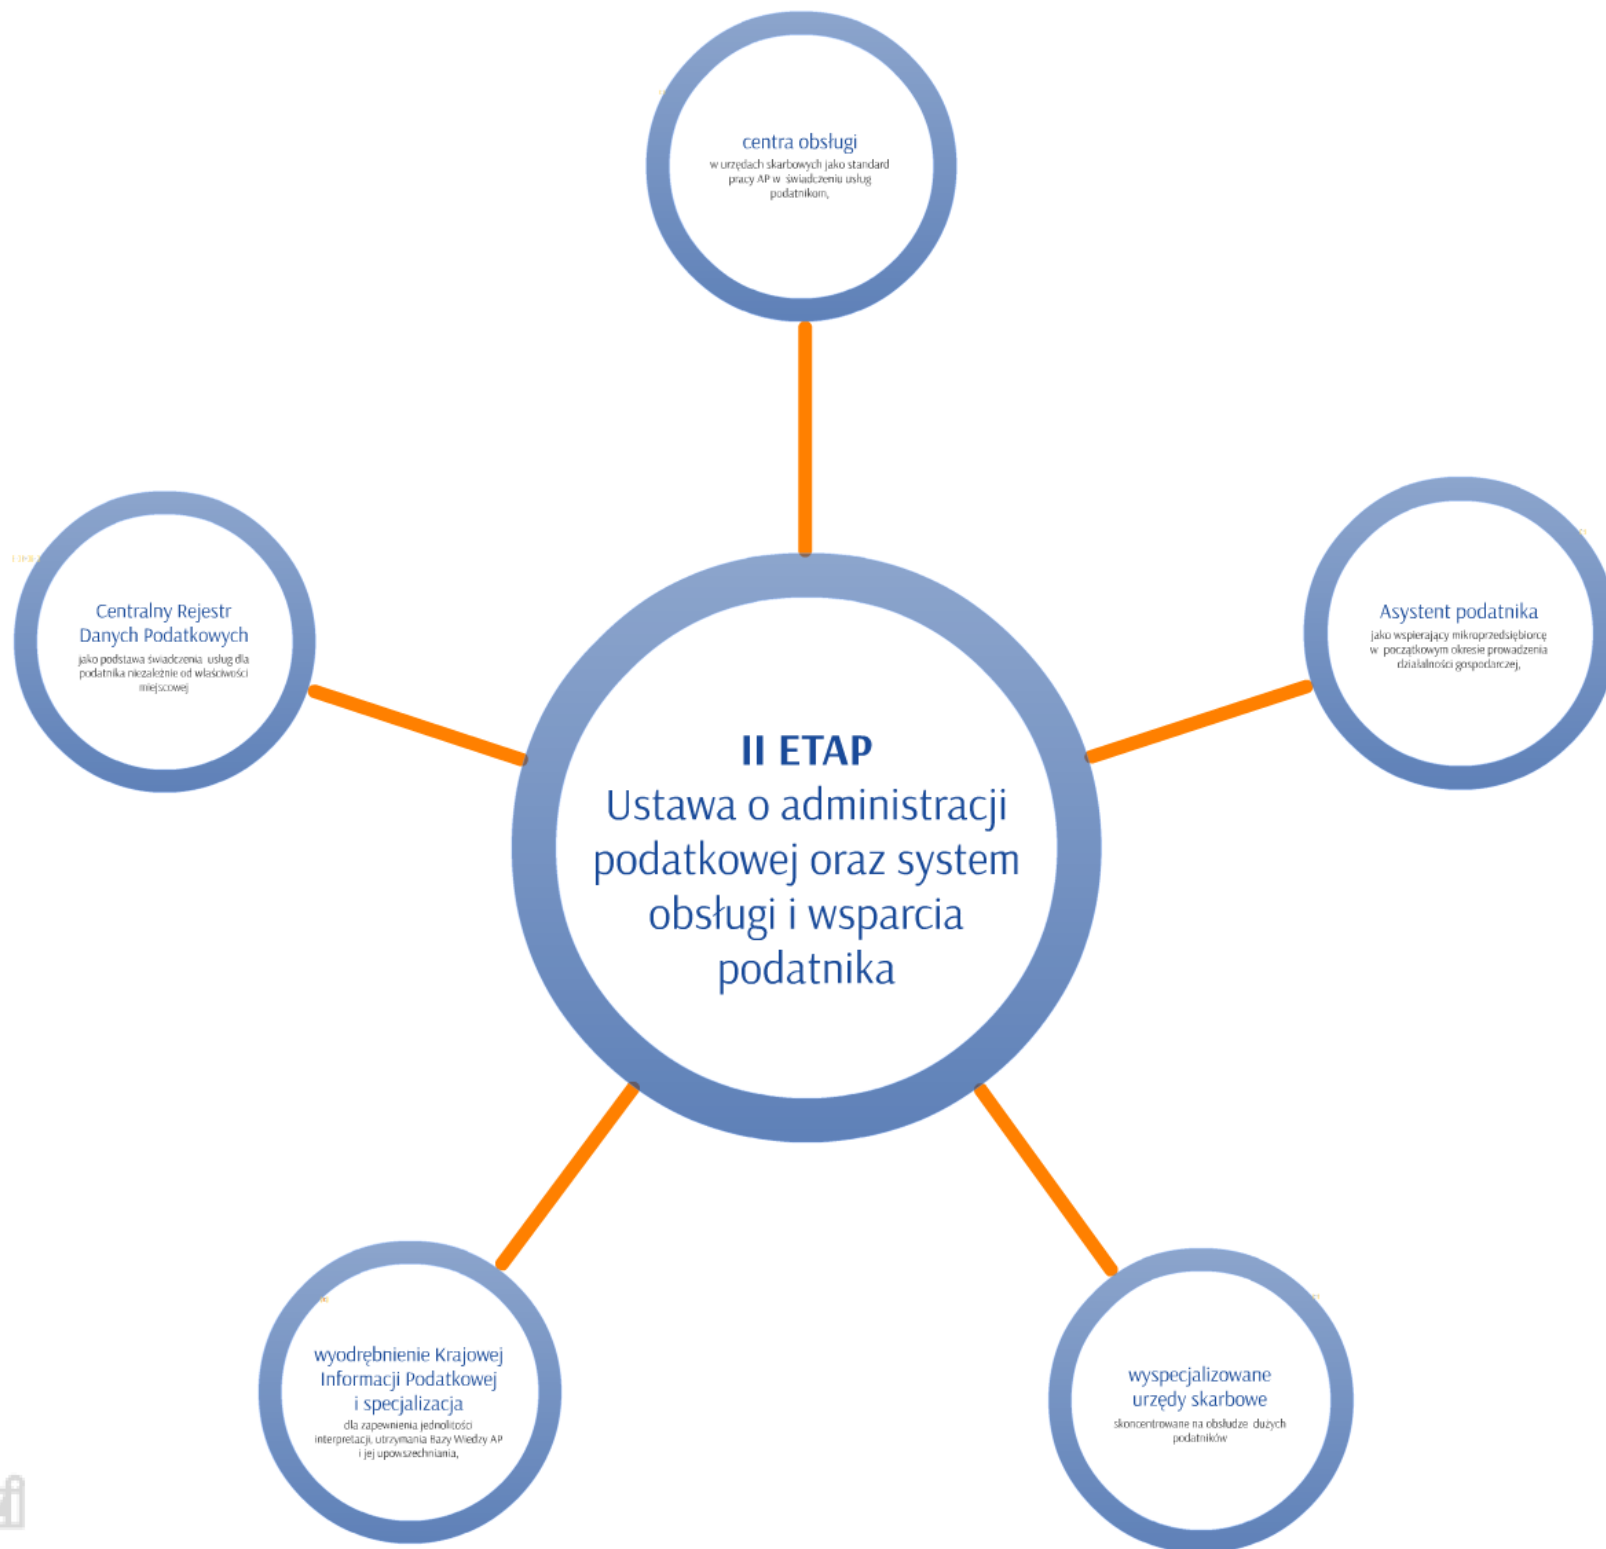 centra obsługi
w urzędach skarbowych jako standard
pracy AP w świadczeniu usług
podatnikom,
Centralny Rejestr
Danych Podatkowych
jako podstawa świadczenia usług dla
podatnika niezależnie od właściwości
miejscowej
Asystent podatnika
jako wspierający mikroprzedsiębiorcę
w początkowym okresie prowadzenia
działalności gospodarczej,
II ETAP
Ustawa o administracji
podatkowej oraz system
obsługi i wsparcia
podatnika
wyodrębnienie Krajowej
Informacji Podatkowej
i specjalizacja
dla zapewnienia jednolitości
interpretacji, utrzymania Bazy Wiedzy AP
i jej upowszechniania,
wyspecjalizowane
urzędy skarbowe
skoncentrowane na obsłudze dużych
podatników